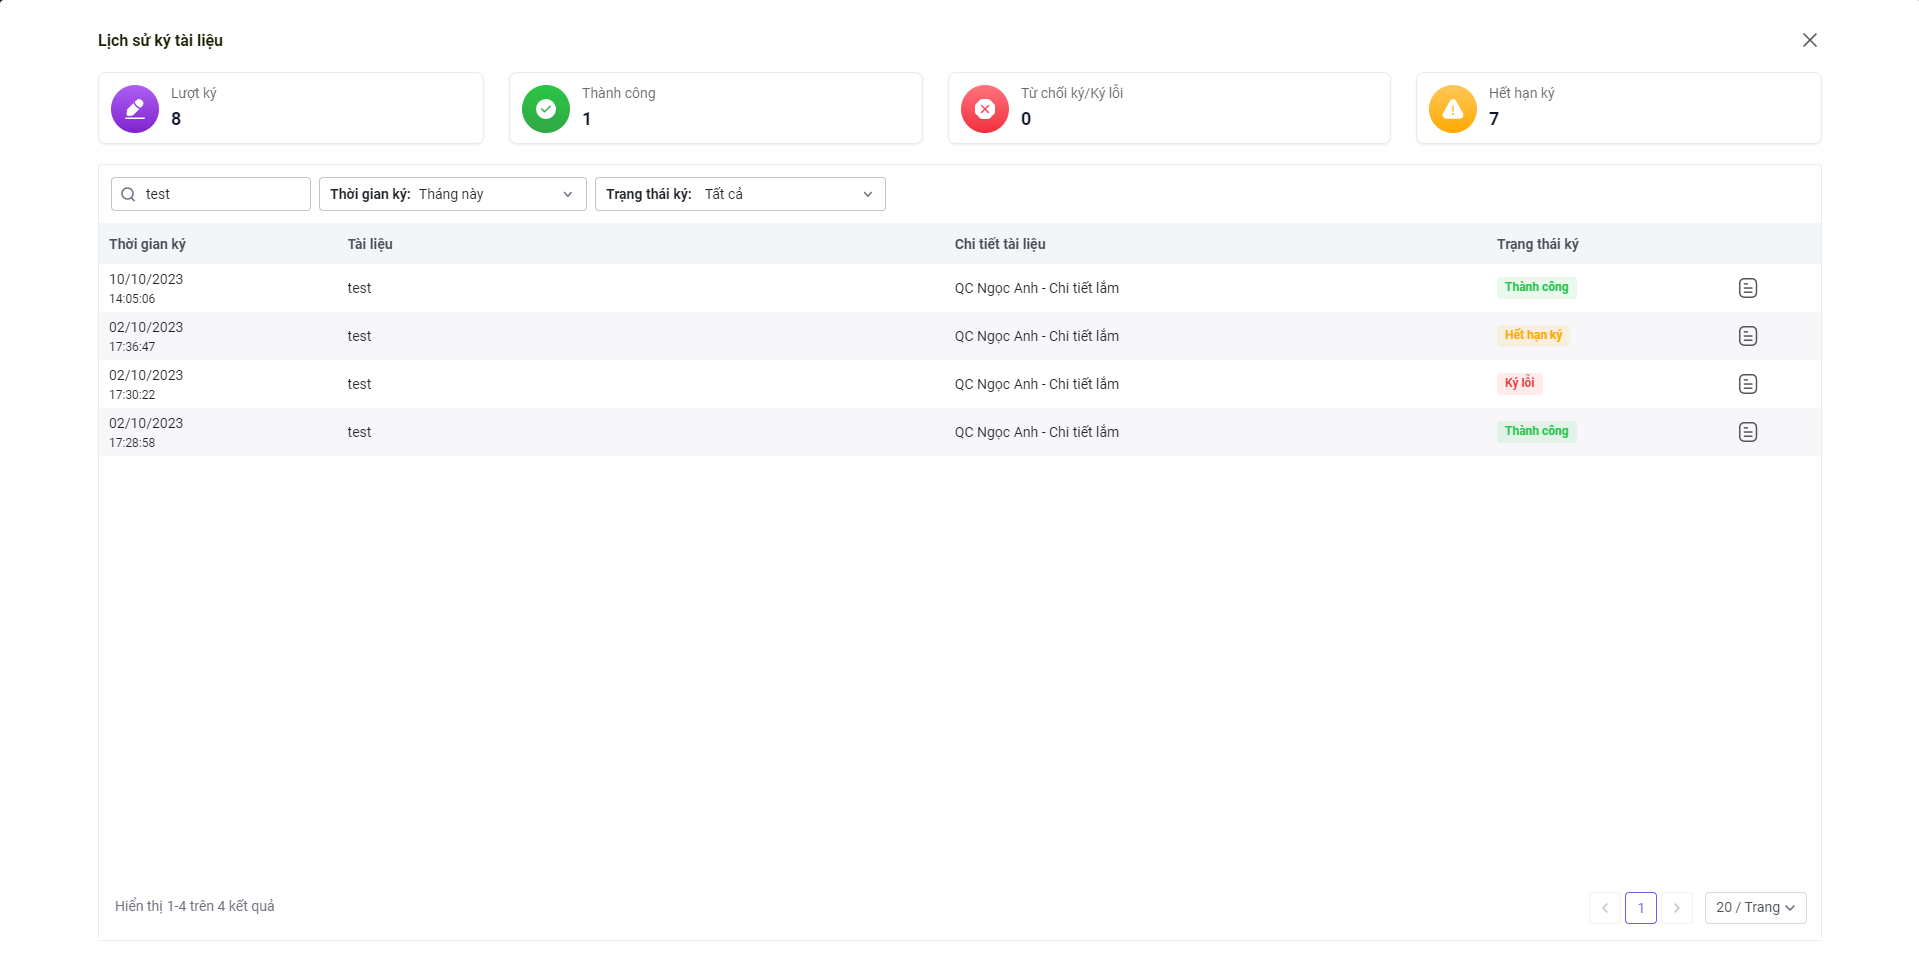 Lịch sử ký tài liệu
Lượt ký
8
Thành công
1
Từ chối ký/Ký lỗi
0
Hết hạn ký
7
test
Thời gian ký: Tháng này
Trạng thái ký: Tất cả
Thời gian ký Tài liệu Chi tiết tài liệu Trạng thái ký
10/10/2023
14:05:06
test
QC Ngọc Anh - Chi tiết lắm
Thành công
02/10/2023
17:36:47
test
QC Ngọc Anh - Chi tiết lắm
Hết hạn ký
02/10/2023
17:30:22
test
QC Ngọc Anh - Chi tiết lắm
Ký lỗi
02/10/2023
17:28:58
test
QC Ngọc Anh - Chi tiết lắm
Thành công
Hiển thị 1-4 trên 4 kết quả
1
20 / Trang